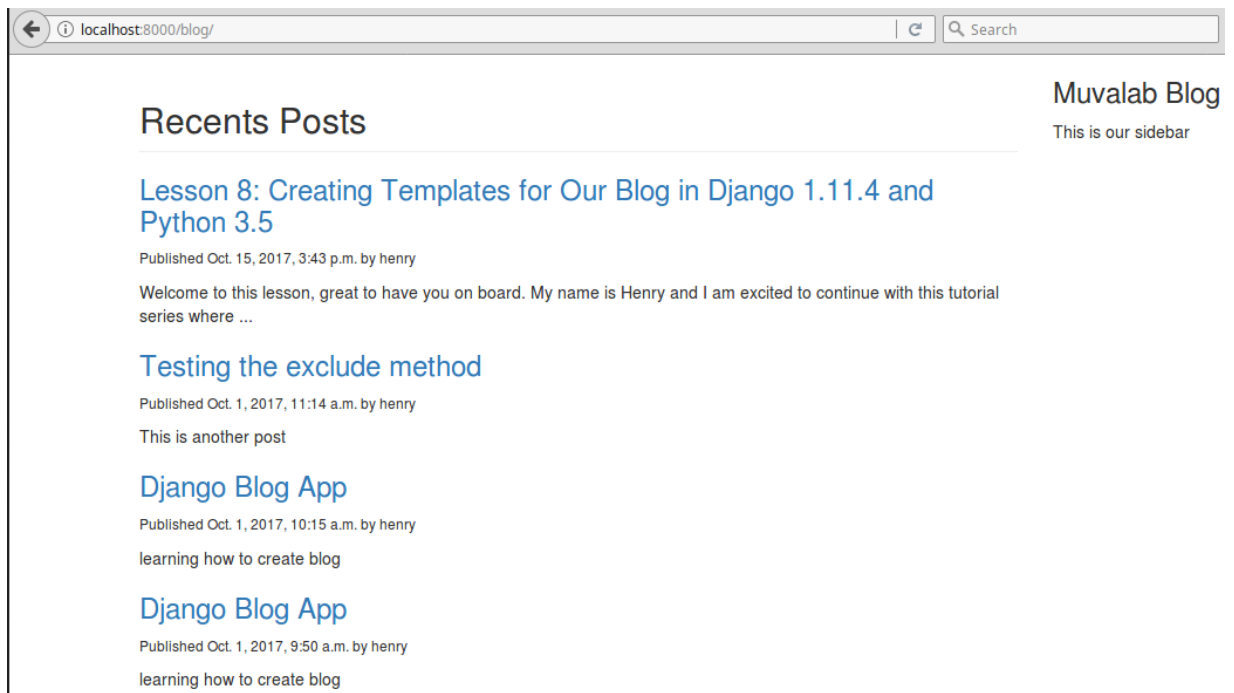 localhost:8000/blog/
Search
Recents Posts
Lesson 8: Creating Templates for Our Blog in Django 1.11.4 and
Python 3.5
Published Oct. 15, 2017, 3:43 p.m. by henry
Welcome to this lesson, great to have you on board. My name is Henry and I am excited to continue with this tutorial
series where ...
Testing the exclude method
Published Oct. 1, 2017, 11:14 a.m. by henry
This is another post
Django Blog App
Published Oct. 1, 2017, 10:15 a.m. by henry
learning how to create blog
Django Blog App
Published Oct. 1, 2017, 9:50 a.m. by henry
learning how to create blog
Muvalab Blog
This is our sidebar